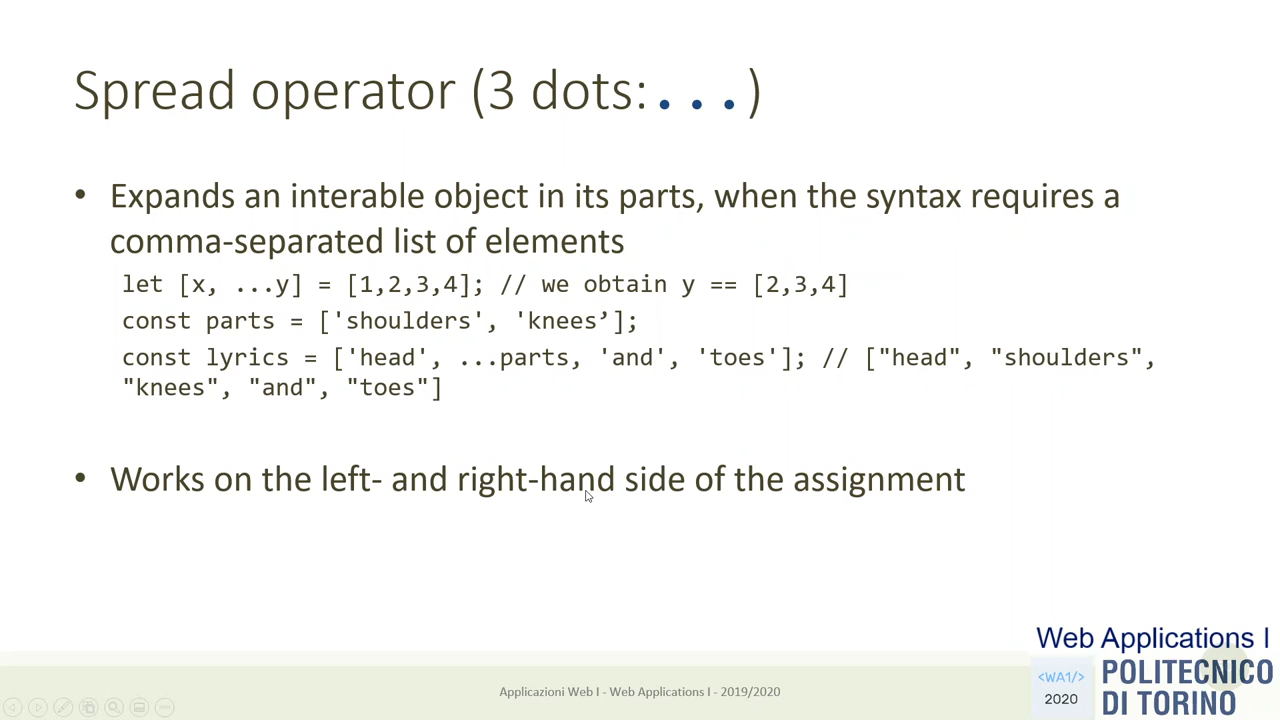 Spread operator (3 dots:...)
• Expands an interable object in its parts, when the syntax requires a
comma-separated list of elements
let [x, ...y] = [1,2,3,4]; // we obtain y == [2,3,4]
const parts = ['shoulders', 'knees’];
const lyrics = ['head', ...parts, 'and', 'toes']; // ["head", "shoulders",
"knees", "and", "toes"]
• Works on the left- and right-hand side of the assignment
Applicazioni Web I - Web Applications I - 2019/2020
Web Applications I
<WA1/>
2020
POLITECNICO
DI TORINO